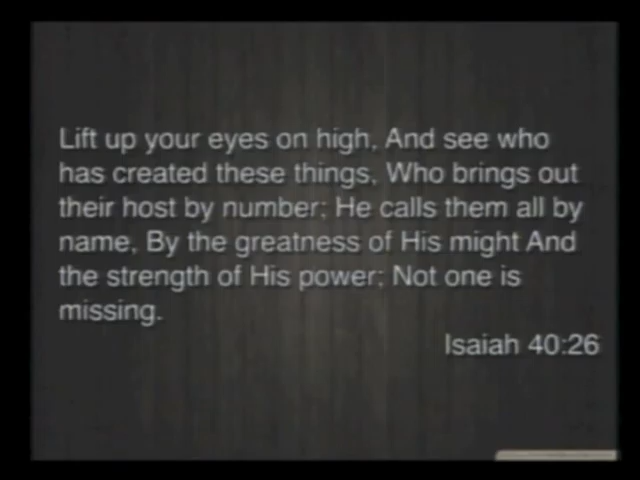 Lift up your eyes on high, And see who
has created these things, Who brings out
their host by number; He calls them all by
name, By the greatness of His might And
the strength of His power; Not one is
missing.
Isaiah 40:26